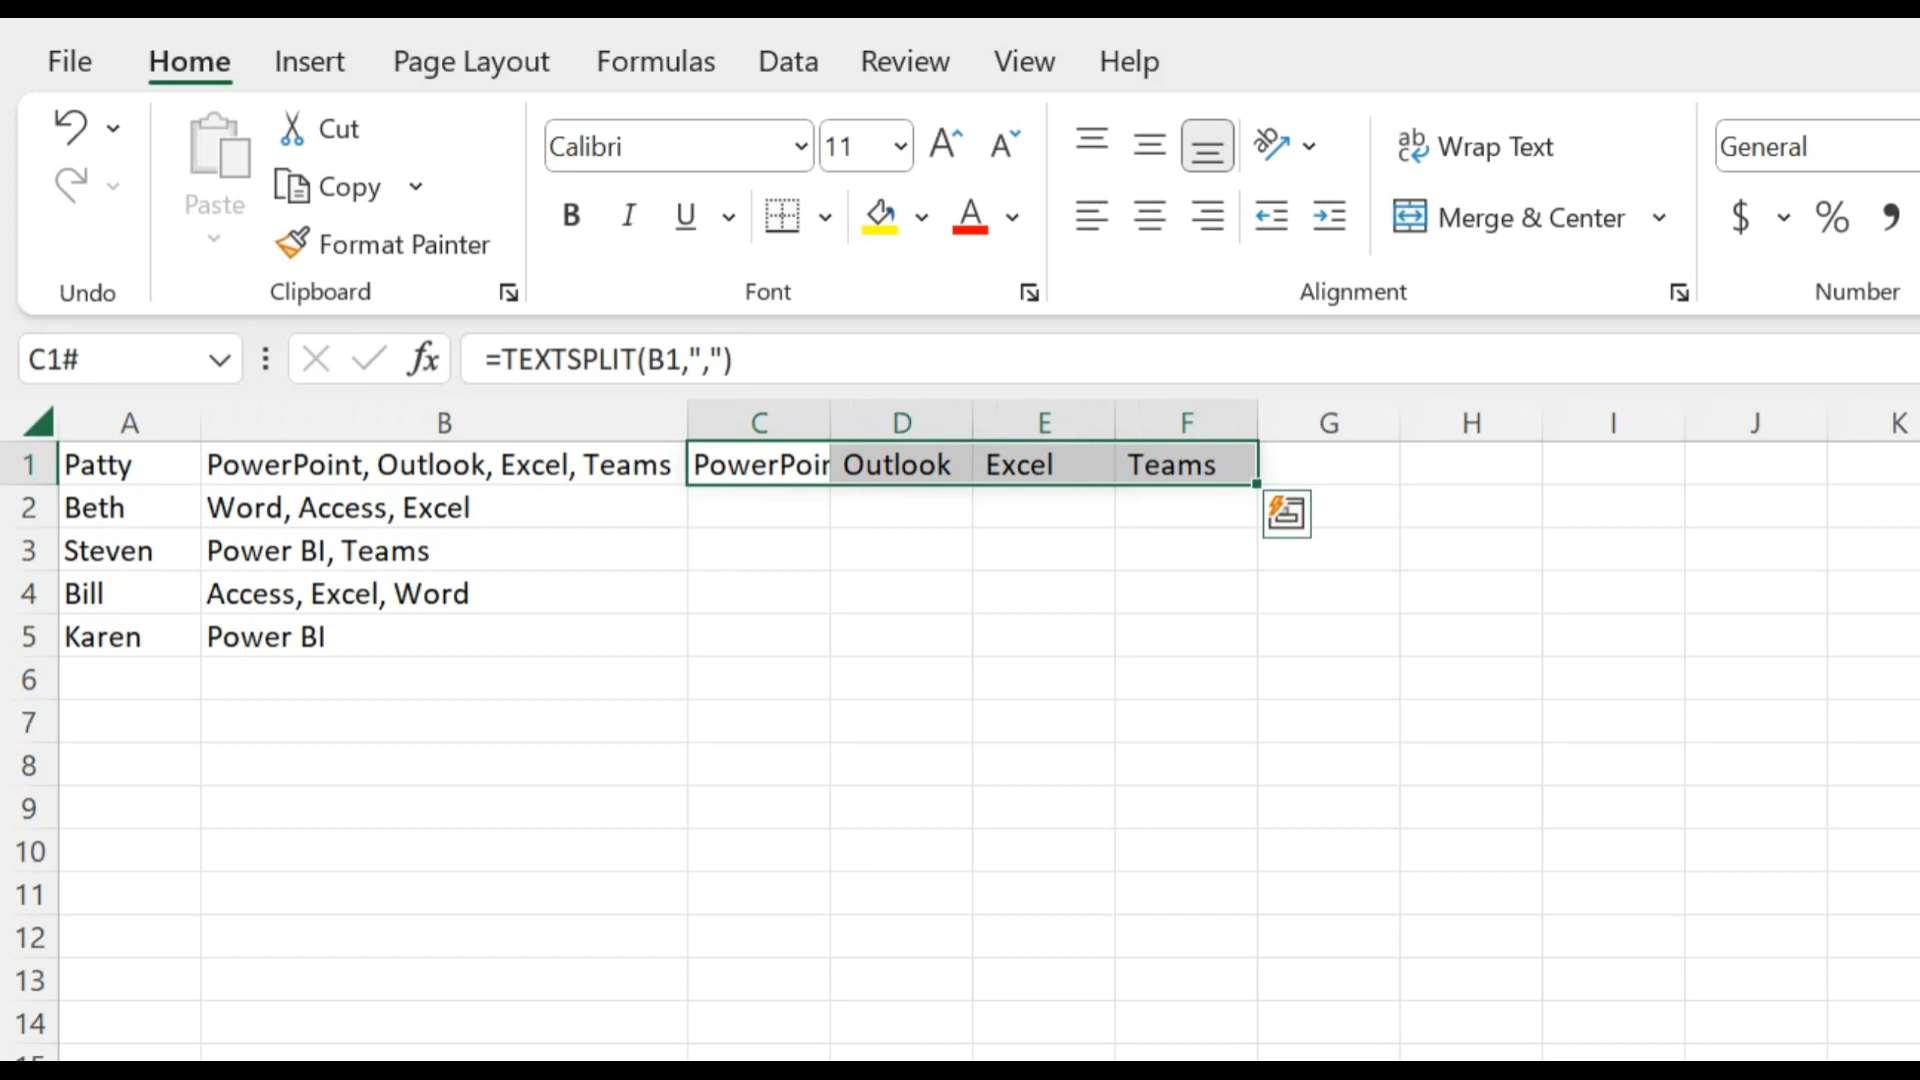 File Home Insert Page Layout Formulas Data Review View Help
Cut
Copy
Paste
Format Painter
Undo
Clipboard
Calibri 11
B I U
Font
Wrap Text
Merge & Center
Alignment
General
$ % ,
Number
C1# fx =TEXTSPLIT(B1,",")
A B C D E F G H I J K
1 Patty PowerPoint, Outlook, Excel, Teams PowerPoin Outlook Excel Teams
2 Beth Word, Access, Excel
3 Steven Power BI, Teams
4 Bill Access, Excel, Word
5 Karen Power BI
6
7
8
9
10
11
12
13
14